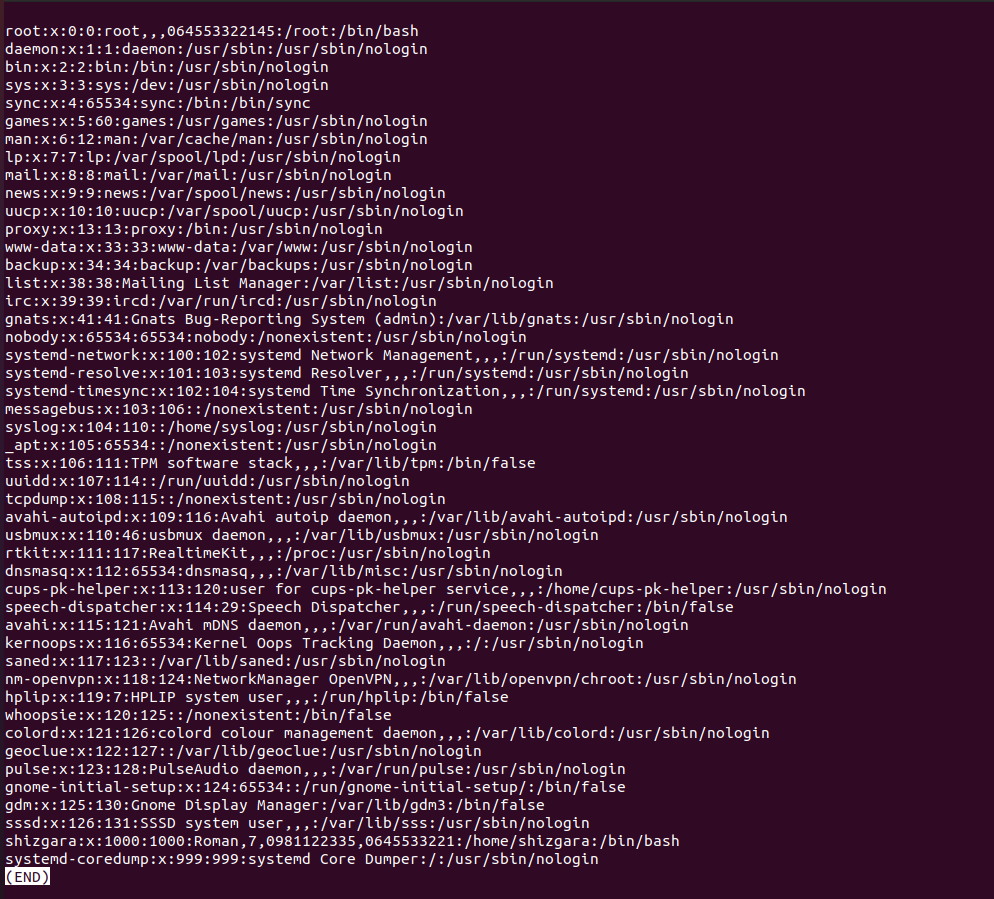 root:x:0:0:root,,,064553322145:/root:/bin/bash
daemon:x:1:1:daemon:/usr/sbin:/usr/sbin/nologin
bin:x:2:2:bin:/bin:/usr/sbin/nologin
sys:x:3:3:sys:/dev:/usr/sbin/nologin
sync:x:4:65534:sync:/bin:/bin/sync
games:x:5:60:games:/usr/games:/usr/sbin/nologin
man:x:6:12:man:/var/cache/man:/usr/sbin/nologin
lp:x:7:7:lp:/var/spool/lpd:/usr/sbin/nologin
mail:x:8:8:mail:/var/mail:/usr/sbin/nologin
news:x:9:9:news:/var/spool/news:/usr/sbin/nologin
uucp:x:10:10:uucp:/var/spool/uucp:/usr/sbin/nologin
proxy:x:13:13:proxy:/bin:/usr/sbin/nologin
www-data:x:33:33:www-data:/var/www:/usr/sbin/nologin
backup:x:34:34:backup:/var/backups:/usr/sbin/nologin
list:x:38:38:Mailing List Manager:/var/list:/usr/sbin/nologin
irc:x:39:39:ircd:/var/run/ircd:/usr/sbin/nologin
gnats:x:41:41:Gnats Bug-Reporting System (admin):/var/lib/gnats:/usr/sbin/nologin
nobody:x:65534:65534:nobody:/nonexistent:/usr/sbin/nologin
systemd-network:x:100:102:systemd Network Management,,,:/run/systemd:/usr/sbin/nologin
systemd-resolve:x:101:103:systemd Resolver,,,:/run/systemd:/usr/sbin/nologin
systemd-timesync:x:102:104:systemd Time Synchronization,,,:/run/systemd:/usr/sbin/nologin
messagebus:x:103:106::/nonexistent:/usr/sbin/nologin
syslog:x:104:110::/home/syslog:/usr/sbin/nologin
_apt:x:105:65534::/nonexistent:/usr/sbin/nologin
tss:x:106:111:TPM software stack,,,:/var/lib/tpm:/bin/false
uuidd:x:107:114::/run/uuidd:/usr/sbin/nologin
tcpdump:x:108:115::/nonexistent:/usr/sbin/nologin
avahi-autoipd:x:109:116:Avahi autoip daemon,,,:/var/lib/avahi-autoipd:/usr/sbin/nologin
usbmux:x:110:46:usbmux daemon,,,:/var/lib/usbmux:/usr/sbin/nologin
rtkit:x:111:117:RealtimeKit,,,:/proc:/usr/sbin/nologin
dnsmasq:x:112:65534:dnsmasq,,,:/var/lib/misc:/usr/sbin/nologin
cups-pk-helper:x:113:120:user for cups-pk-helper service,,,:/home/cups-pk-helper:/usr/sbin/nologin
speech-dispatcher:x:114:29:Speech Dispatcher,,,:/run/speech-dispatcher:/bin/false
avahi:x:115:121:Avahi mDNS daemon,,,:/var/run/avahi-daemon:/usr/sbin/nologin
kernoops:x:116:65534:Kernel Oops Tracking Daemon,,,:/:/usr/sbin/nologin
saned:x:117:123::/var/lib/saned:/usr/sbin/nologin
nm-openvpn:x:118:124:NetworkManager OpenVPN,,,:/var/lib/openvpn/chroot:/usr/sbin/nologin
hplip:x:119:7:HPLIP system user,,,:/run/hplip:/bin/false
whoopsie:x:120:125::/nonexistent:/bin/false
colord:x:121:126:colord colour management daemon,,,:/var/lib/colord:/usr/sbin/nologin
geoclue:x:122:127::/var/lib/geoclue:/usr/sbin/nologin
pulse:x:123:128:PulseAudio daemon,,,:/var/run/pulse:/usr/sbin/nologin
gnome-initial-setup:x:124:65534::/run/gnome-initial-setup/:/bin/false
gdm:x:125:130:Gnome Display Manager:/var/lib/gdm3:/bin/false
sssd:x:126:131:SSSD system user,,,:/var/lib/sss:/usr/sbin/nologin
shizgara:x:1000:1000:Roman,7,0981122335,0645533221:/home/shizgara:/bin/bash
systemd-coredump:x:999:999:systemd Core Dumper:/:/usr/sbin/nologin
(END)